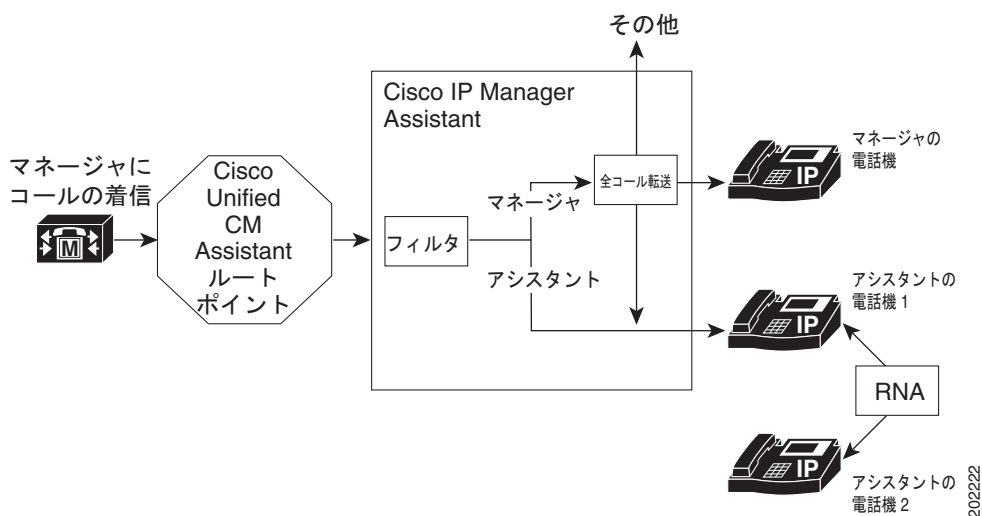 その他
Cisco IP Manager
Assistant
マネージャに
コールの着信
M
Cisco
Unified
CM
Assistant
ルート
ポイント
フィルタ
マネージャ
アシスタント
全コール転送
IP
マネージャの
電話機
IP
アシスタントの
電話機 1
RNA
IP
アシスタントの
電話機 2
202222